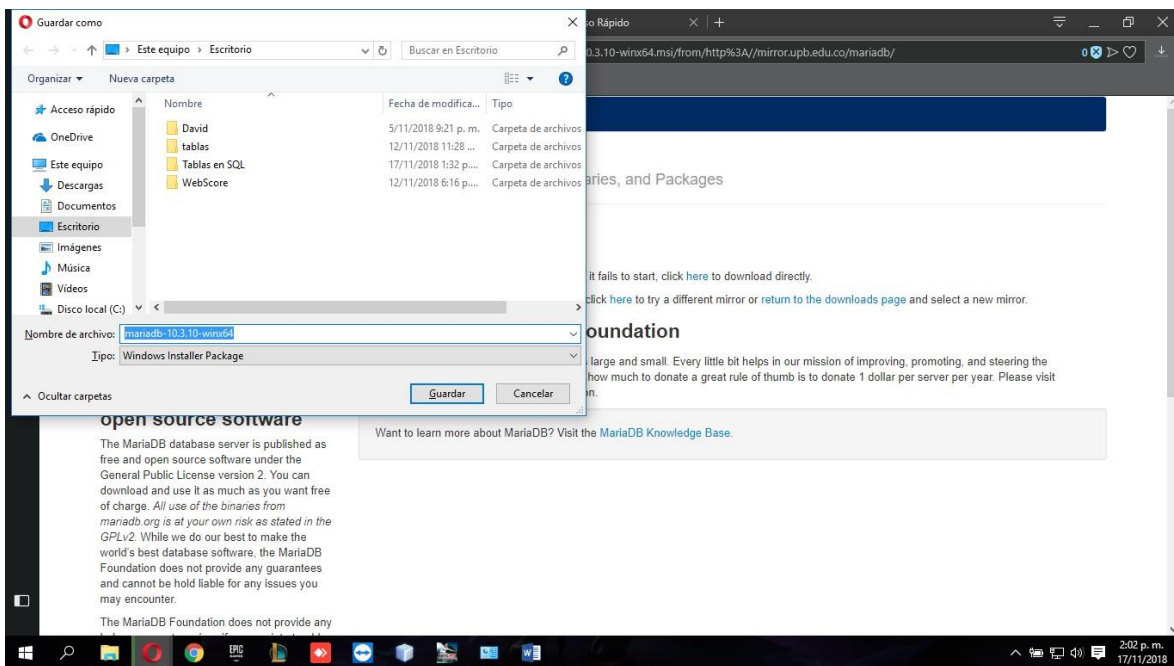 Guardar como
o Rápido
Este equipo > Escritorio
Buscar en Escritorio
0.3.10-winx64.msi/from/http%3A//mirror.upb.edu.co/mariadb/
0
Organizar
Nueva carpeta
Acceso rápido
OneDrive
Este equipo
Descargas
Documentos
Escritorio
Imágenes
Música
Vídeos
Disco local (C:)
Nombre Fecha de modifica... Tipo
David 5/11/2018 9:21 p. m. Carpeta de archivos
tablas 12/11/2018 11:28 ... Carpeta de archivos
Tablas en SQL 17/11/2018 1:32 p.... Carpeta de archivos
WebScore 12/11/2018 6:16 p.... Carpeta de archivos
Nombre de archivo: mariadb-10.3.10-winx64
Tipo: Windows Installer Package
Ocultar carpetas
Guardar
Cancelar
aries, and Packages
it fails to start, click here to download directly.
click here to try a different mirror or return to the downloads page and select a new mirror.
oundation
large and small. Every little bit helps in our mission of improving, promoting, and steering the
how much to donate a great rule of thumb is to donate 1 dollar per server per year. Please visit
n.
Want to learn more about MariaDB? Visit the MariaDB Knowledge Base.
open source software
The MariaDB database server is published as
free and open source software under the
General Public License version 2. You can
download and use it as much as you want free
of charge. All use of the binaries from
mariadb.org is at your own risk as stated in the
GPLv2. While we do our best to make the
world's best database software, the MariaDB
Foundation does not provide any guarantees
and cannot be hold liable for any issues you
may encounter.
The MariaDB Foundation does not provide any
EPIC
GAMES
2:02 p. m.
17/11/2018